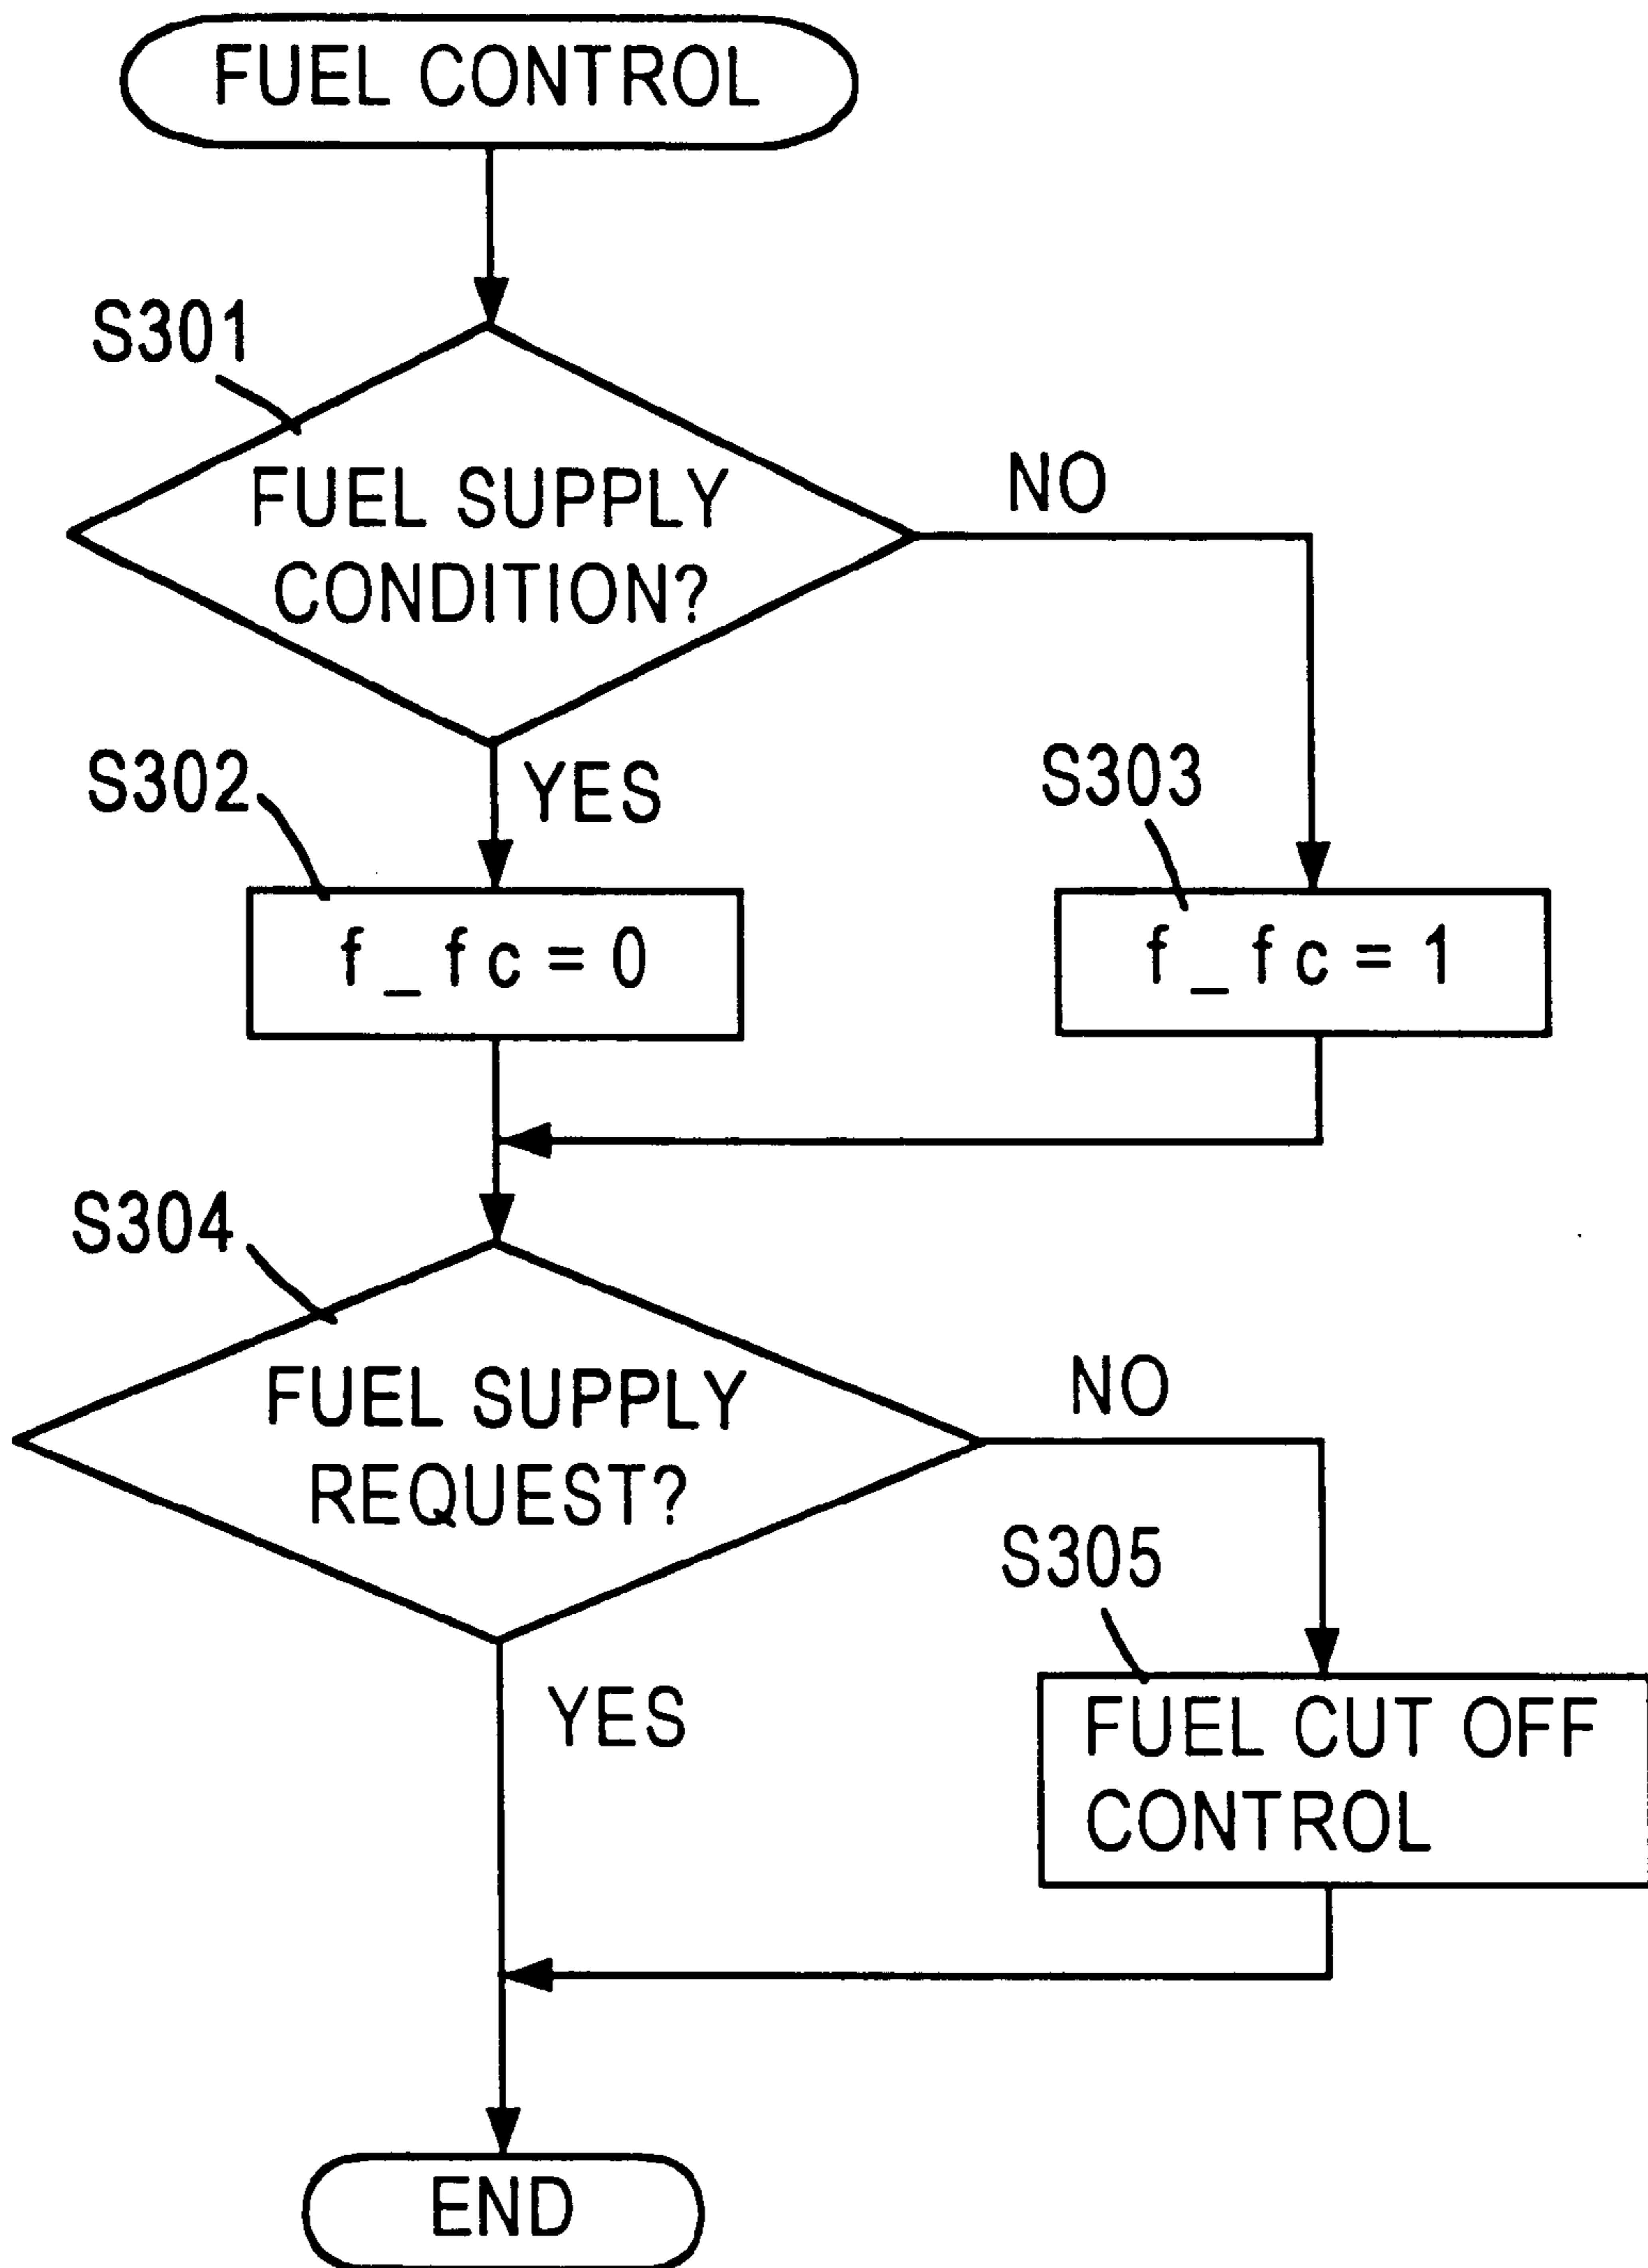 FUEL CONTROL
S301
FUEL SUPPLY
CONDITION?
NO
S302
YES
S303
f_fc=0
f_fc=1
S304
FUEL SUPPLY
REQUEST?
NO
S305
YES
FUEL CUT OFF
CONTROL
END